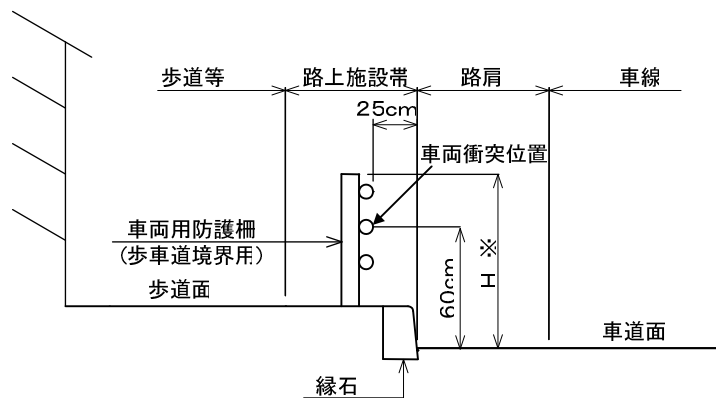 歩道等
路上施設帯
路肩
車線
25cm
車両衝突位置
車両用防護柵
(歩車道境界用)
歩道面
60cm
H ※
車道面
縁石